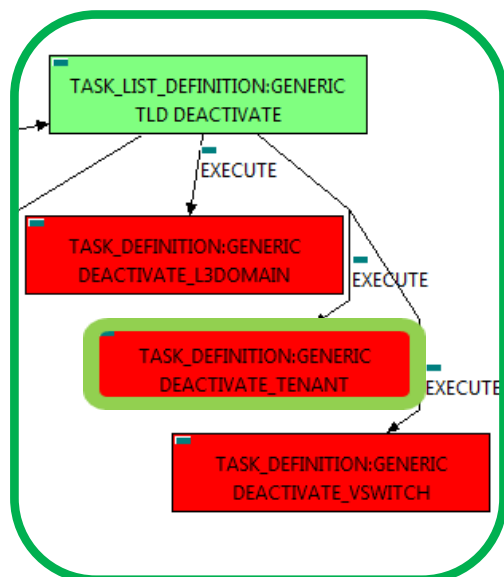 TASK_LIST_DEFINITION:GENERIC
TLD DEACTIVATE
EXECUTE
TASK_DEFINITION:GENERIC
DEACTIVATE_L3DOMAIN
EXECUTE
TASK_DEFINITION:GENERIC
DEACTIVATE_TENANT
EXECUTE
TASK_DEFINITION:GENERIC
DEACTIVATE_VSWITCH